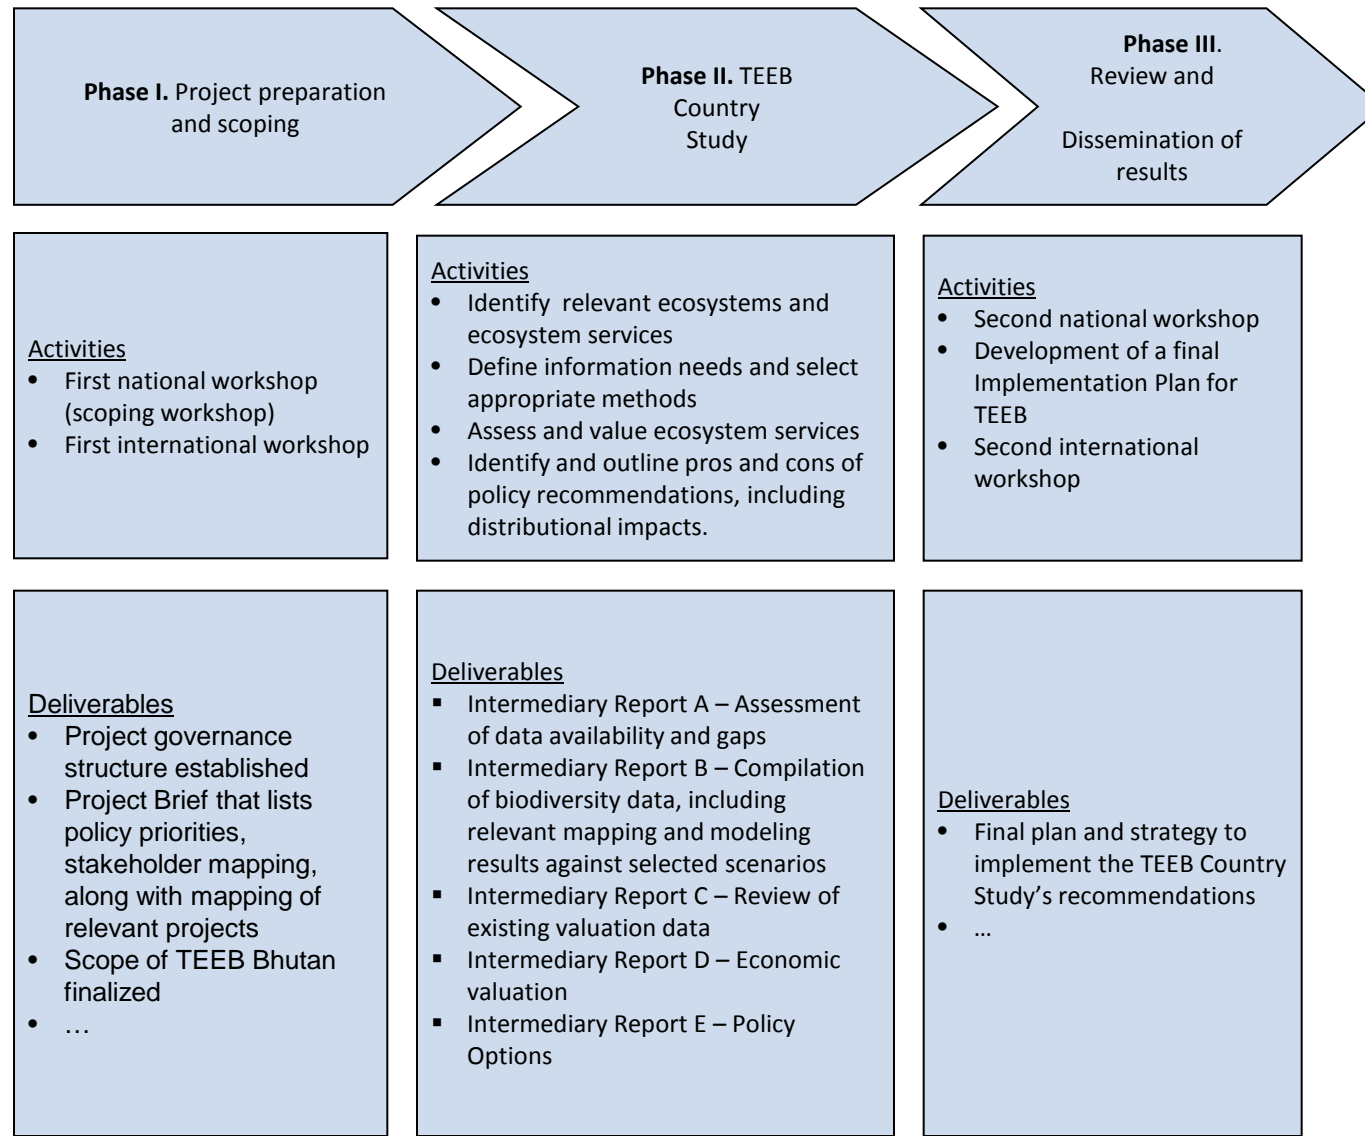 Phase I. Project preparation
and scoping
Phase II. TEEB
Country
Study
Phase III.
Review and
Dissemination of
results
Activities
• First national workshop
(scoping workshop)
• First international workshop
Activities
• Identify relevant ecosystems and
ecosystem services
• Define information needs and select
appropriate methods
• Assess and value ecosystem services
• Identify and outline pros and cons of
policy recommendations, including
distributional impacts.
Activities
• Second national workshop
• Development of a final
Implementation Plan for
TEEB
• Second international
workshop
Deliverables
• Project governance
structure established
• Project Brief that lists
policy priorities,
stakeholder mapping,
along with mapping of
relevant projects
• Scope of TEEB Bhutan
finalized
• …
Deliverables
▪ Intermediary Report A – Assessment
of data availability and gaps
▪ Intermediary Report B – Compilation
of biodiversity data, including
relevant mapping and modeling
results against selected scenarios
▪ Intermediary Report C – Review of
existing valuation data
▪ Intermediary Report D – Economic
valuation
▪ Intermediary Report E – Policy
Options
Deliverables
• Final plan and strategy to
implement the TEEB Country
Study’s recommendations
• …